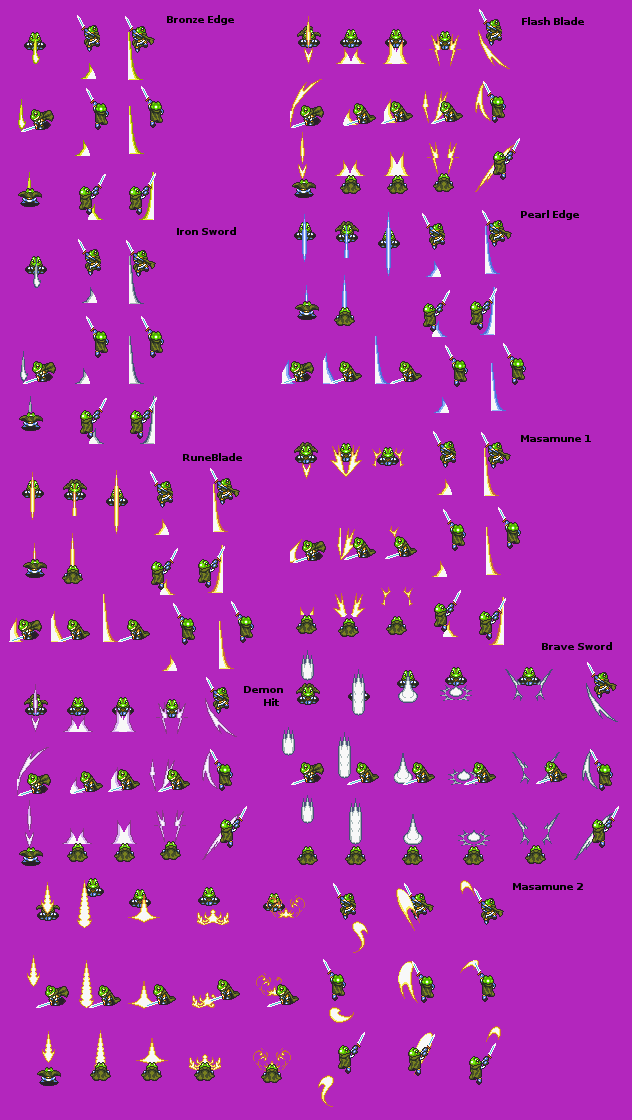 Bronze Edge
Flash Blade
Pearl Edge
Iron Sword
Masamune 1
RuneBlade
Brave Sword
Demon
Hit
Masamune 2